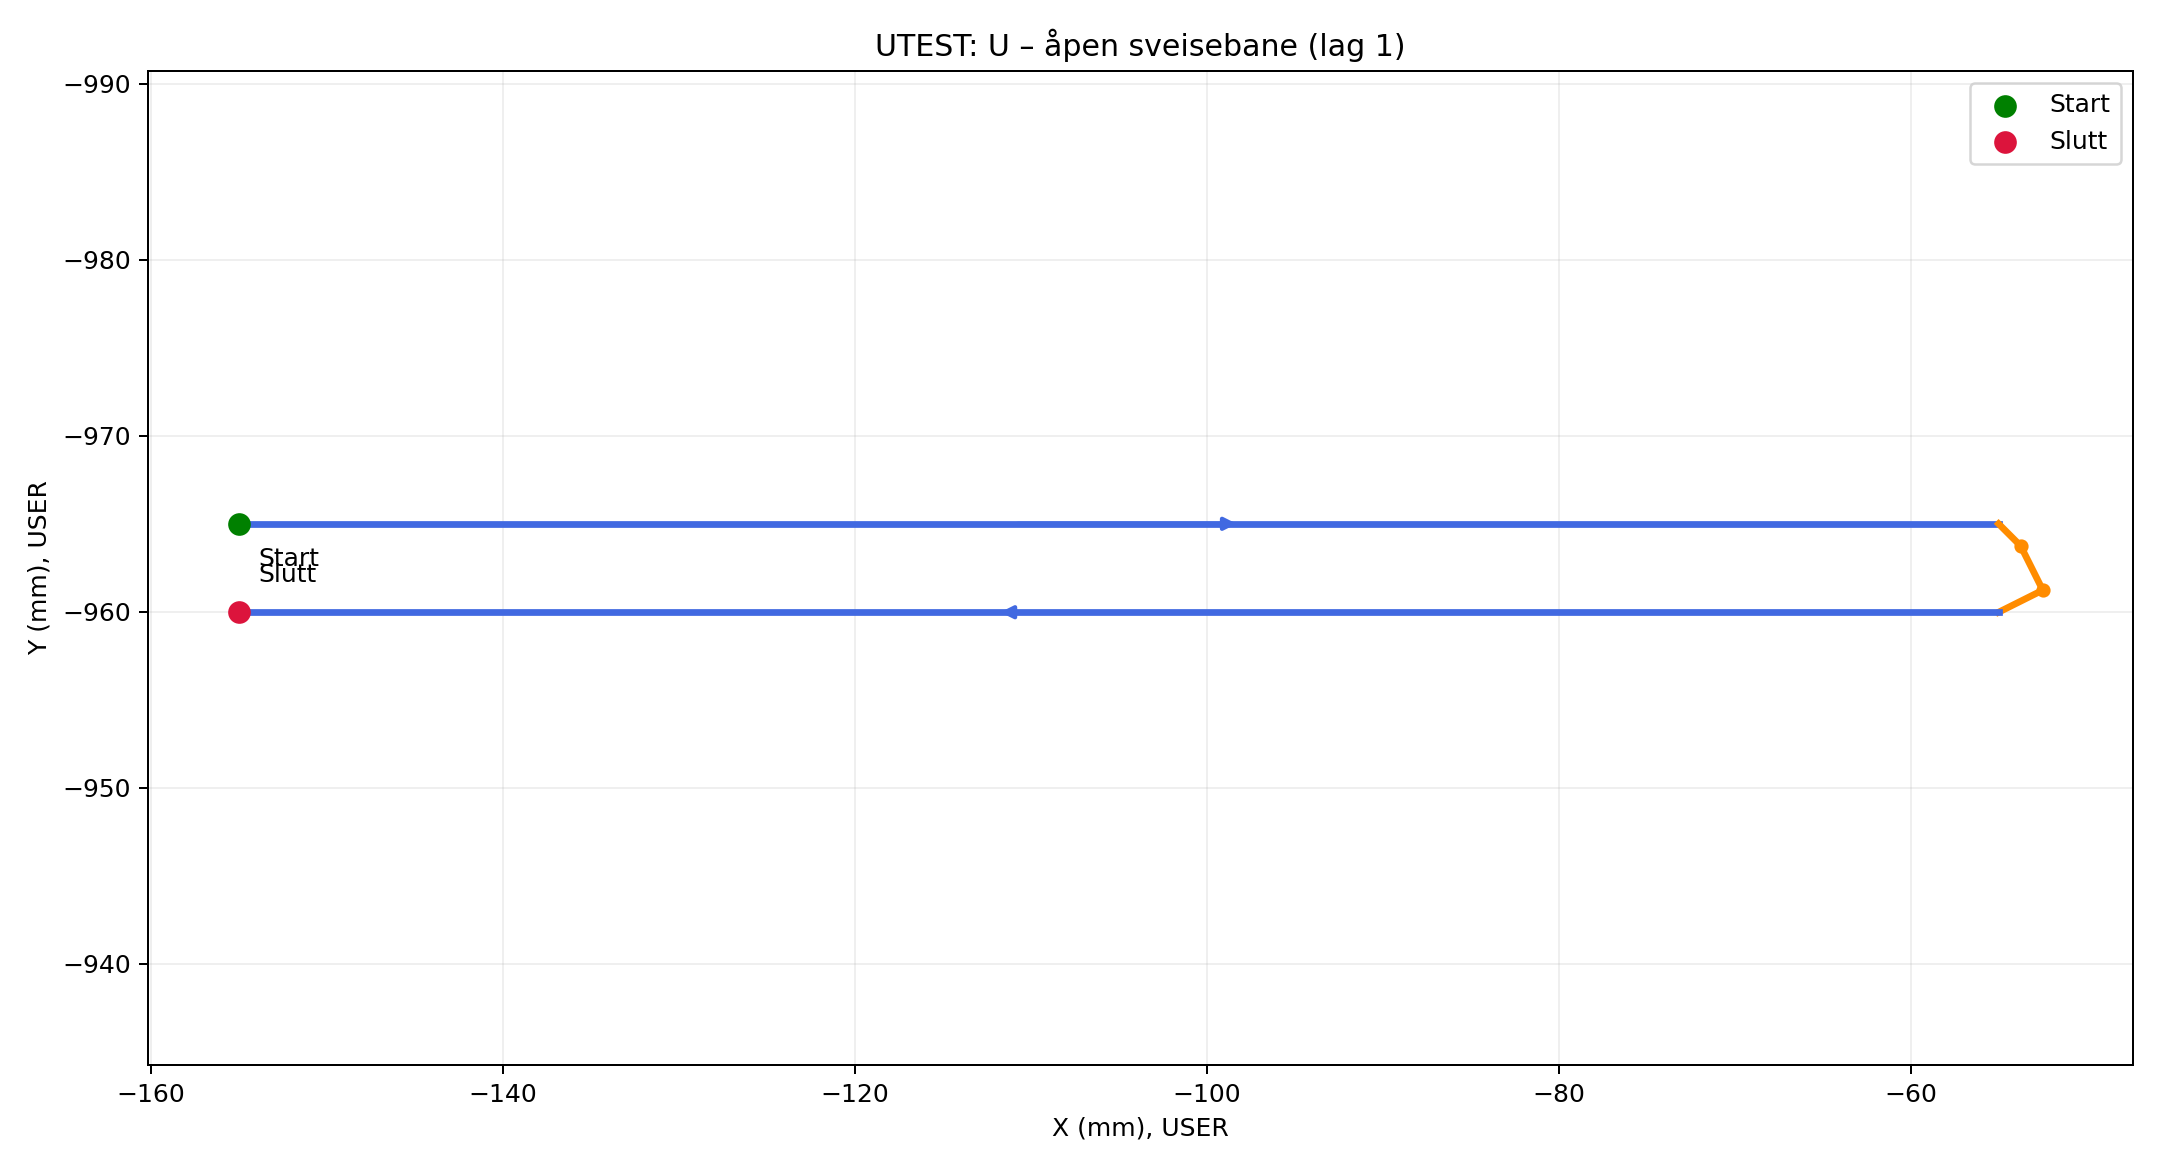 UTEST: U – åpen sveisebane (lag 1)
Start
Slutt
−990
−980
−970
−960
−950
−940
Y (mm), USER
Start
Slutt
−160
−140
−120
−100
−80
−60
X (mm), USER